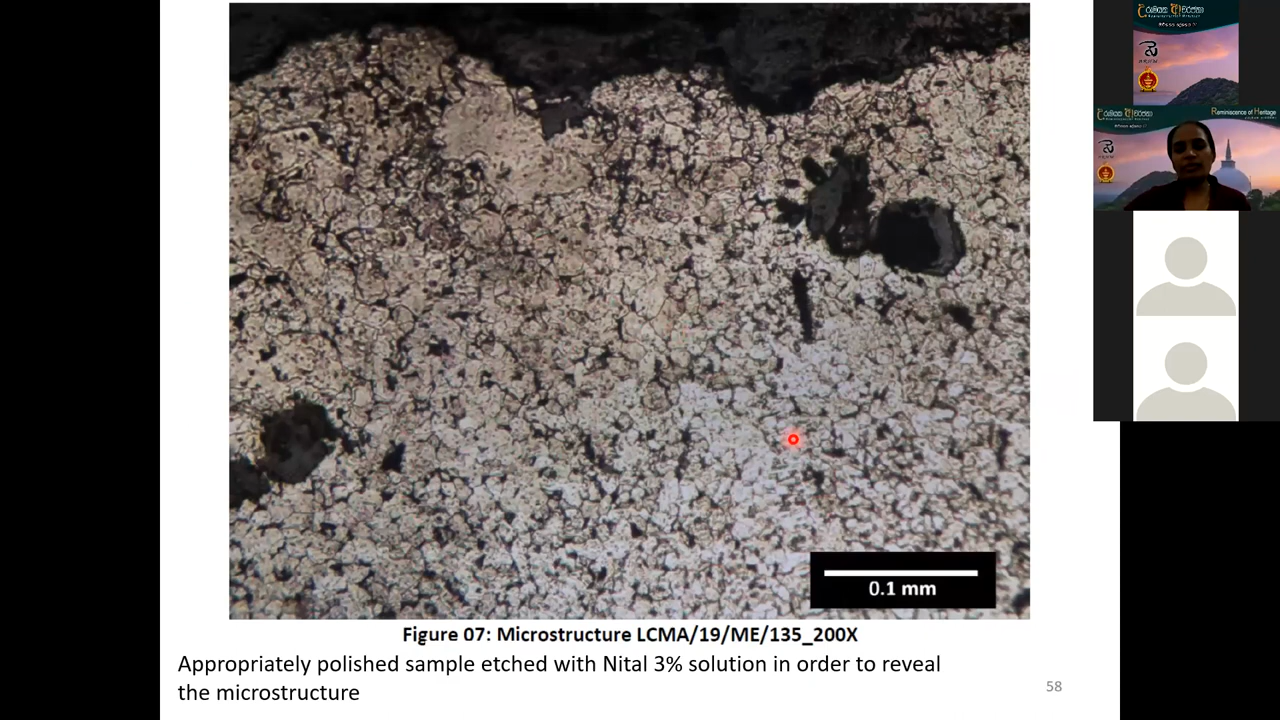 0.1 mm
Figure 07: Microstructure LCMA/19/ME/135_200X
Appropriately polished sample etched with Nital 3% solution in order to reveal
the microstructure
58
Reminiscence of Heritage